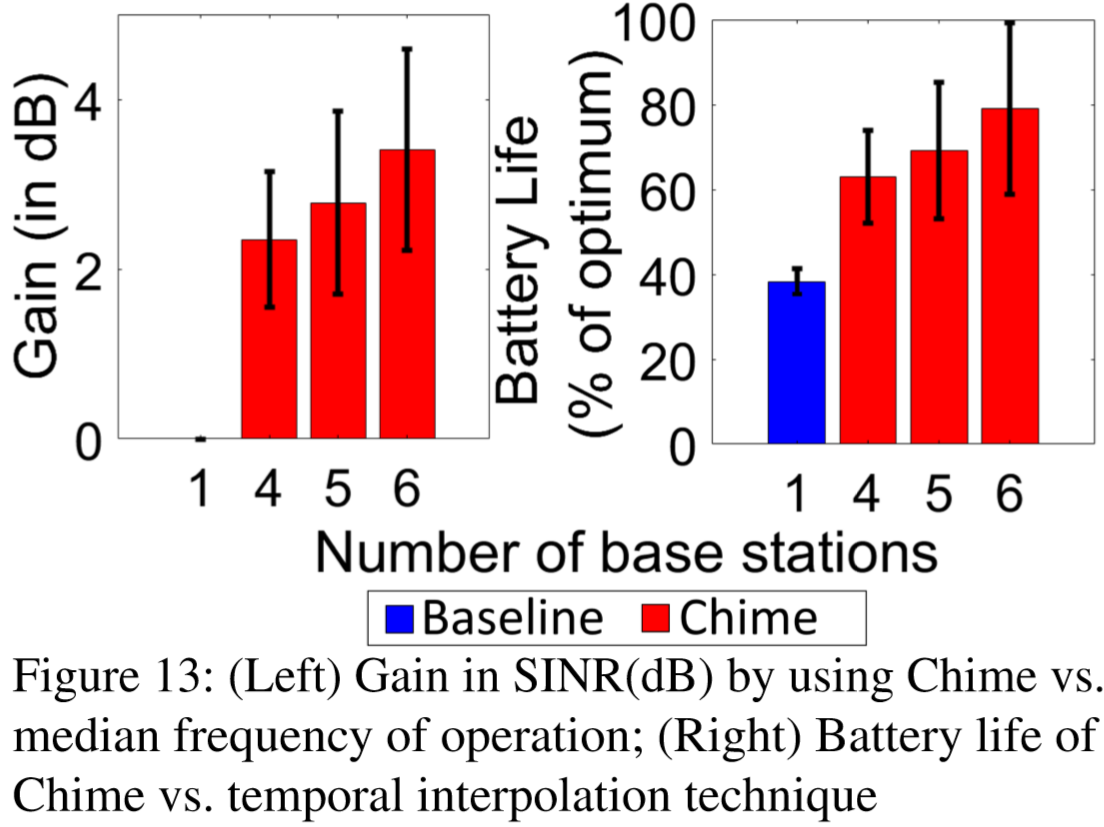 Gain (in dB)
4
2
0
1 4 5 6
Battery Life
(% of optimum)
100
80
60
40
20
0
1 4 5 6
Number of base stations
Baseline Chime
Figure 13: (Left) Gain in SINR(dB) by using Chime vs.
median frequency of operation; (Right) Battery life of
Chime vs. temporal interpolation technique